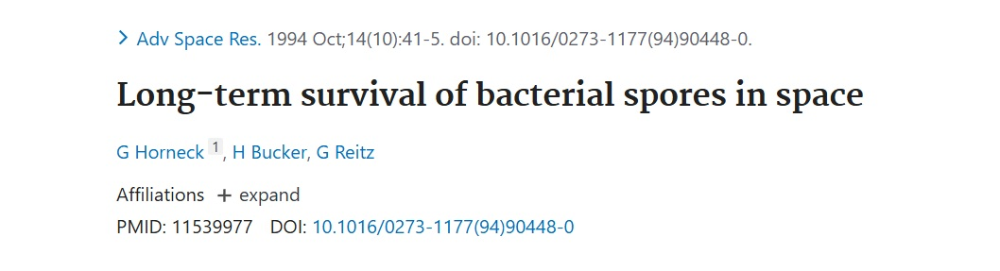 > Adv Space Res. 1994 Oct;14(10):41-5. doi: 10.1016/0273-1177(94)90448-0.
Long-term survival of bacterial spores in space
G Horneck 1, H Bucker, G Reitz
Affiliations + expand
PMID: 11539977 DOI: 10.1016/0273-1177(94)90448-0